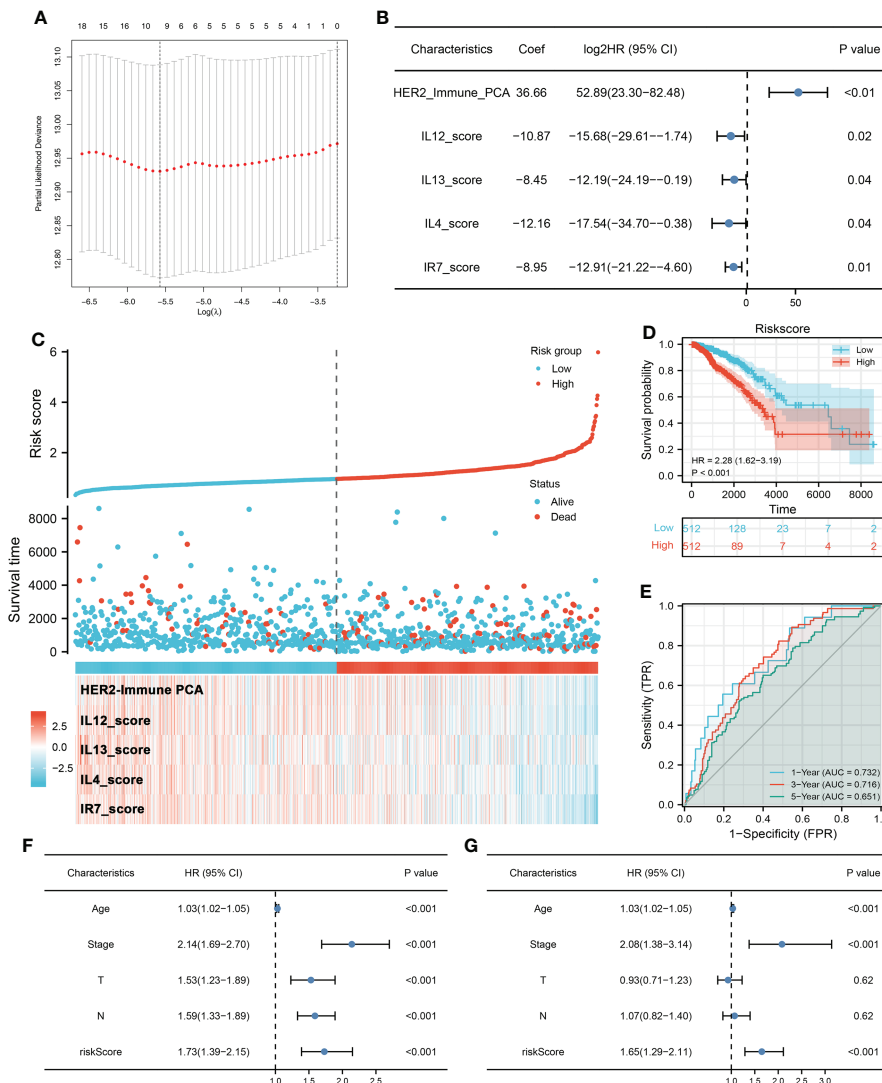 A
18 15 16 10 9 6 5 5 5 5 4 1 1 0
13.10
13.05
13.00
12.95
12.90
12.85
12.80
Partial Likelihood Deviance
-6.5 -6.0 -5.5 -5.0 -4.5 -4.0 -3.5
Log(λ)
B
Characteristics Coef log2HR (95% CI) P value
HER2_Immune_PCA 36.66 52.89(23.30−82.48) <0.01
IL12_score −10.87 −15.68(−29.61−−1.74) 0.02
IL13_score −8.45 −12.19(−24.19−−0.19) 0.04
IL4_score −12.16 −17.54(−34.70−−0.38) 0.04
IR7_score −8.95 −12.91(−21.22−−4.60) 0.01
0 50
C
6
4
2
Risk score
Risk group
Low
High
Status
Alive
Dead
8000
6000
4000
2000
0
Survival time
HER2-Immune PCA
IL12_score
IL13_score
IL4_score
IR7_score
2.5
0.0
−2.5
D
Riskscore
1.0
0.8
0.6
0.4
0.2
0.0
Survival probability
Low
High
HR = 2.28 (1.62−3.19)
P < 0.001
0 2000 4000 6000 8000
Time
Low 512 128 23 7 2
High 512 89 7 4 2
E
1.0
0.8
0.6
0.4
0.2
0.0
Sensitivity (TPR)
1-Year (AUC = 0.732)
3-Year (AUC = 0.716)
5-Year (AUC = 0.651)
0.0 0.2 0.4 0.6 0.8
1-Specificity (FPR)
F
Characteristics HR (95% CI) P value
Age 1.03(1.02−1.05) <0.001
Stage 2.14(1.69−2.70) <0.001
T 1.53(1.23−1.89) <0.001
N 1.59(1.33−1.89) <0.001
riskScore 1.73(1.39−2.15) <0.001
1.0 1.5 2.0 2.5
G
Characteristics HR (95% CI) P value
Age 1.03(1.02−1.05) <0.001
Stage 2.08(1.38−3.14) <0.001
T 0.93(0.71−1.23) 0.62
N 1.07(0.82−1.40) 0.62
riskScore 1.65(1.29−2.11) <0.001
1.0 1.5 2.0 2.5 3.0